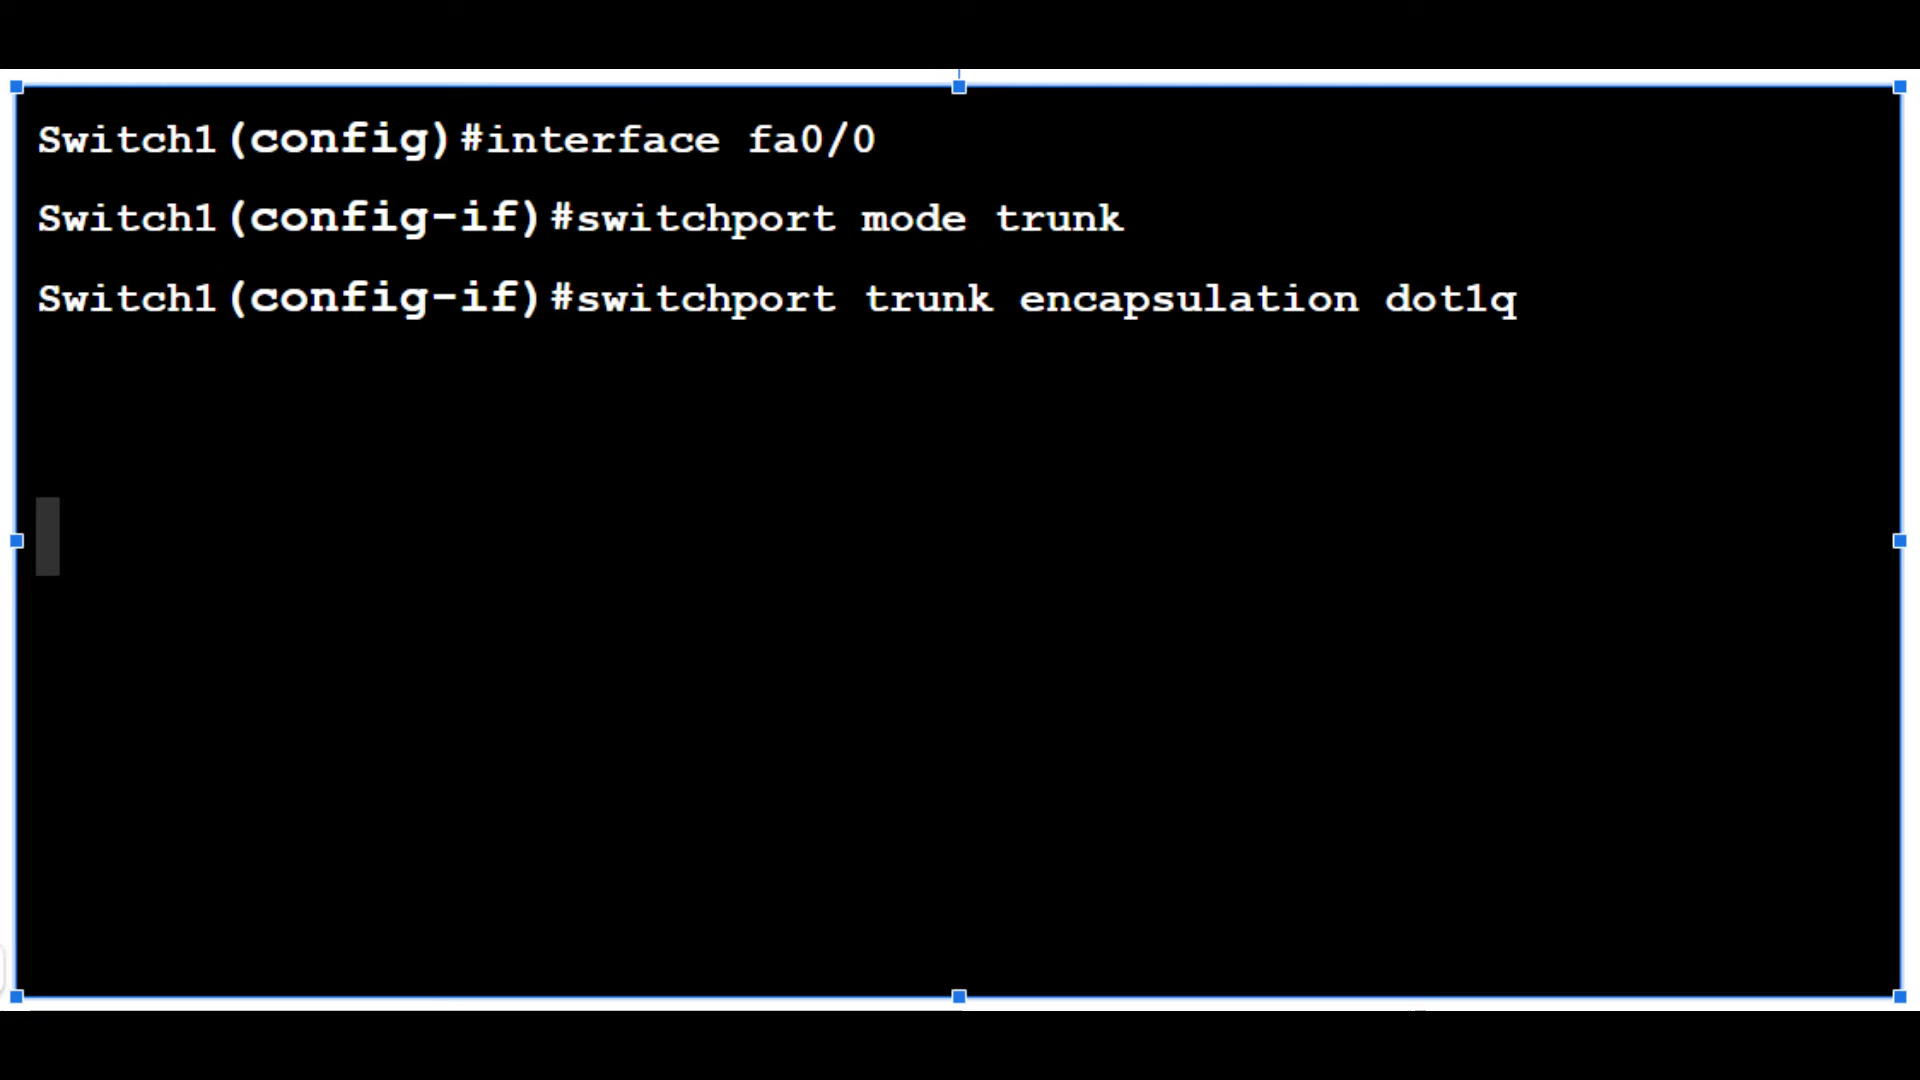 Switch1(config)#interface fa0/0
Switch1(config-if)#switchport mode trunk
Switch1(config-if)#switchport trunk encapsulation dot1q